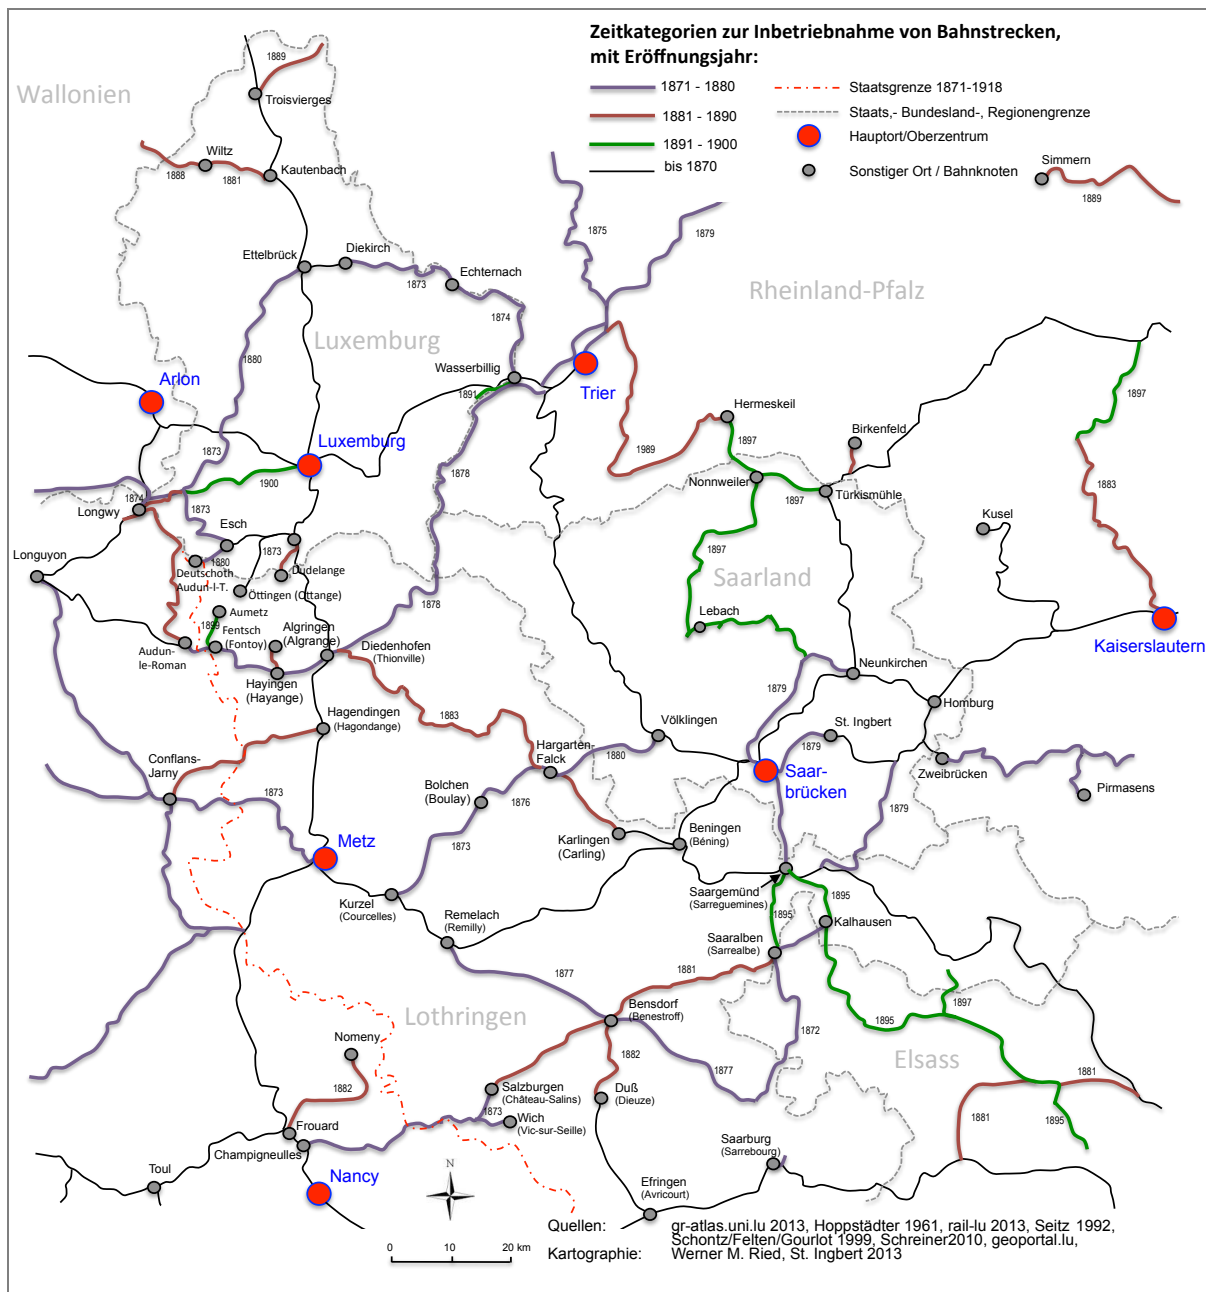 Zeitkategorien zur Inbetriebnahme von Bahnstrecken,
mit Eröffnungsjahr:
1871 - 1880
1881 - 1890
1891 - 1900
bis 1870
Staatsgrenze 1871-1918
Staats,- Bundesland-, Regionengrenze
Hauptort/Oberzentrum
Sonstiger Ort / Bahnknoten
Wallonien
1889
Troisvierges
Wiltz
1888
1881
Kautenbach
Simmern
1889
1875
1879
Ettelbrück
Diekirch
1873
Echternach
1874
Rheinland-Pfalz
Luxemburg
1880
Wasserbillig
1891
Trier
Arlon
Hermeskeil
1897
Birkenfeld
1897
Luxemburg
1873
1989
1878
1900
Nonnweiler
1897
Türkismühle
1883
1874
Longwy
1873
Esch
1873
Kusel
Longuyon
1880
Deutschoth
Audun-l-T.
Dudelange
Öttingen (Ottange)
1897
Saarland
1878
Aumetz
1899
Fentsch
(Fontoy)
Algringen
(Algrange)
Lebach
Kaiserslautern
Audun-
le-Roman
Diedenhofen
(Thionville)
Hayingen
(Hayange)
Neunkirchen
1879
Homburg
Hagendingen
(Hagondange)
1883
Völklingen
St. Ingbert
1879
Conflans-
Jarny
Hargarten-
Falck
1880
Zweibrücken
Pirmasens
Saar-
brücken
1873
Bolchen
(Boulay)
1876
1879
Metz
1873
Karlingen
(Carling)
Beningen
(Béning)
Kurzel
(Courcelles)
Saargemünd
(Sarreguemines)
1895
1895
Remelach
(Remilly)
Kalhausen
Saaralben
(Sarrealbe)
1877
1881
Lothringen
Bensdorf
(Benestroff)
1897
1895
1872
Nomeny
1882
Elsass
1882
1877
1881
Salzburgen
(Château-Salins)
Duß
(Dieuze)
1873
Wich
(Vic-sur-Seille)
1881
1895
Frouard
Champigneulles
Saarburg
(Sarrebourg)
Toul
Nancy
N
Efringen
(Avricourt)
0 10 20 km
Quellen: gr-atlas.uni.lu 2013, Hoppstädter 1961, rail-lu 2013, Seitz 1992,
Schontz/Felten/Gourlot 1999, Schreiner2010, geoportal.lu,
Kartographie: Werner M. Ried, St. Ingbert 2013